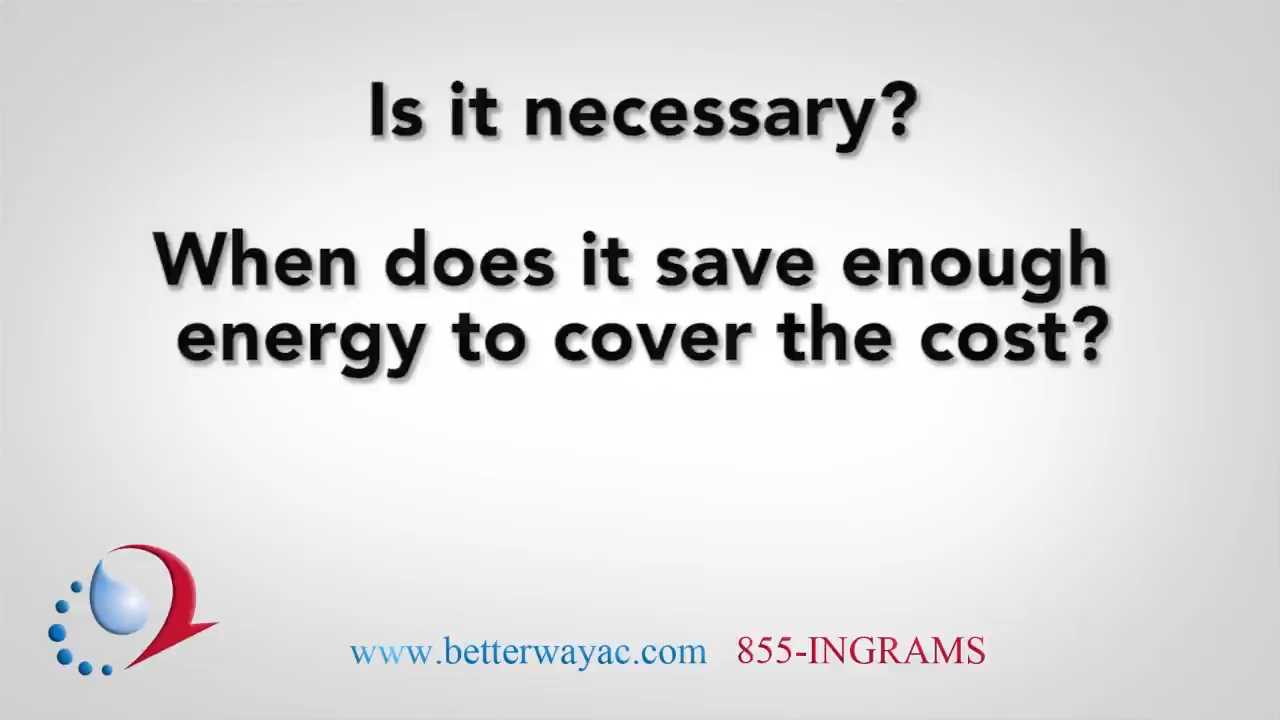 Is it necessary?
When does it save enough
energy to cover the cost?
www.betterwayac.com 855-INGRAMS